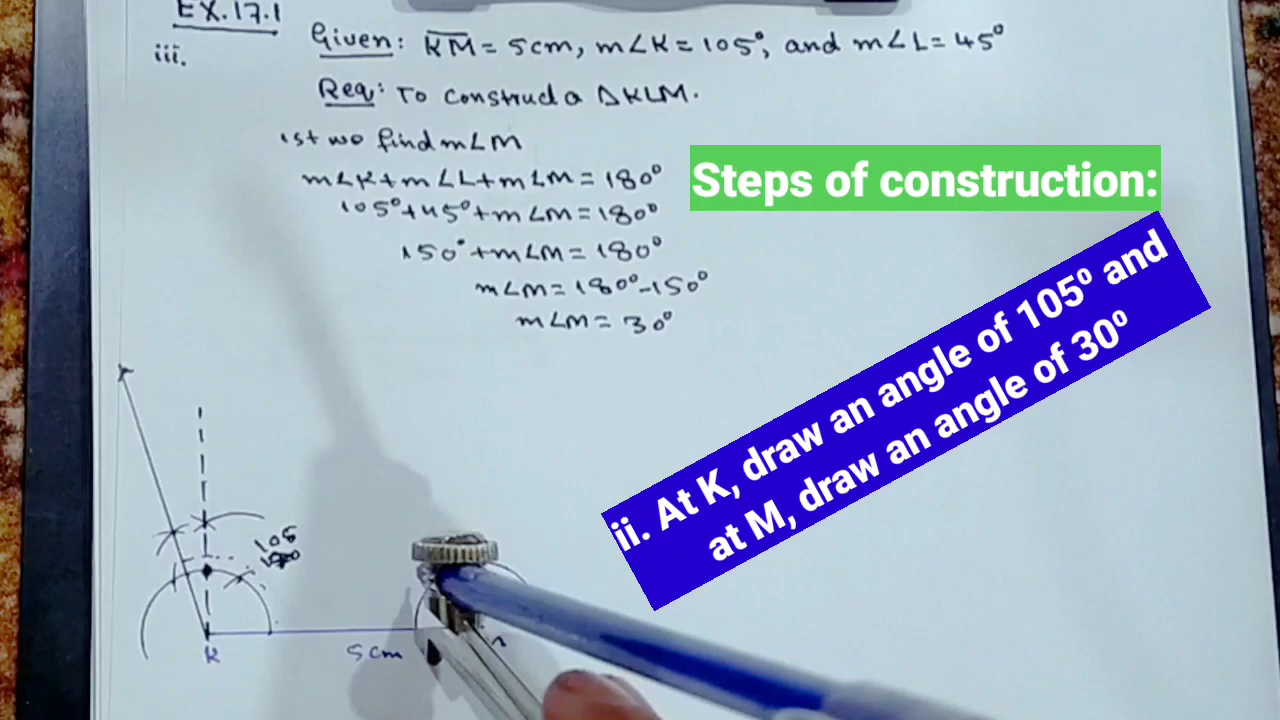 EX.17.1
iii.
Given: KM = 5cm, m∠K = 105°, and m∠L = 45°
Req: To construct a ΔKLM.
1st we find m∠M
m∠K+m∠L+m∠M = 180°
105°+45°+m∠M = 180°
150°+m∠M = 180°
m∠M = 180°-150°
m∠M = 30°
Steps of construction:
ii. At K, draw an angle of 105º and
at M, draw an angle of 30º
105
K
5cm